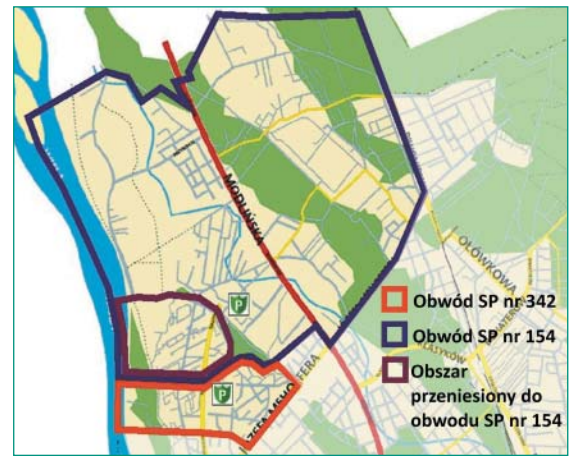 MODLIŃSKA
OŁÓWKOWA
Obwód SP nr 342
Obwód SP nr 154
Obszar
przeniesiony do
obwodu SP nr 154
P
P